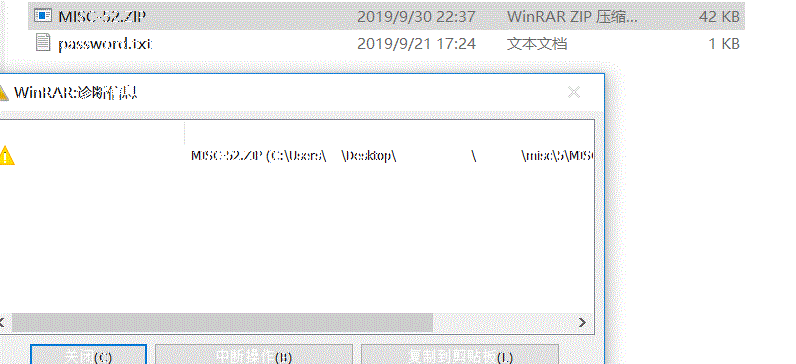 MISC-52.ZIP 2019/9/30 22:37 WinRAR ZIP 压缩... 42 KB
password.txt 2019/9/21 17:24 文本文档 1 KB
WinRAR:诊断信息
MISC-52.ZIP (C:\Users\ \Desktop\ \ \misc\5\MISC
关闭(C) 中断操作(B) 复制到剪贴板(L)